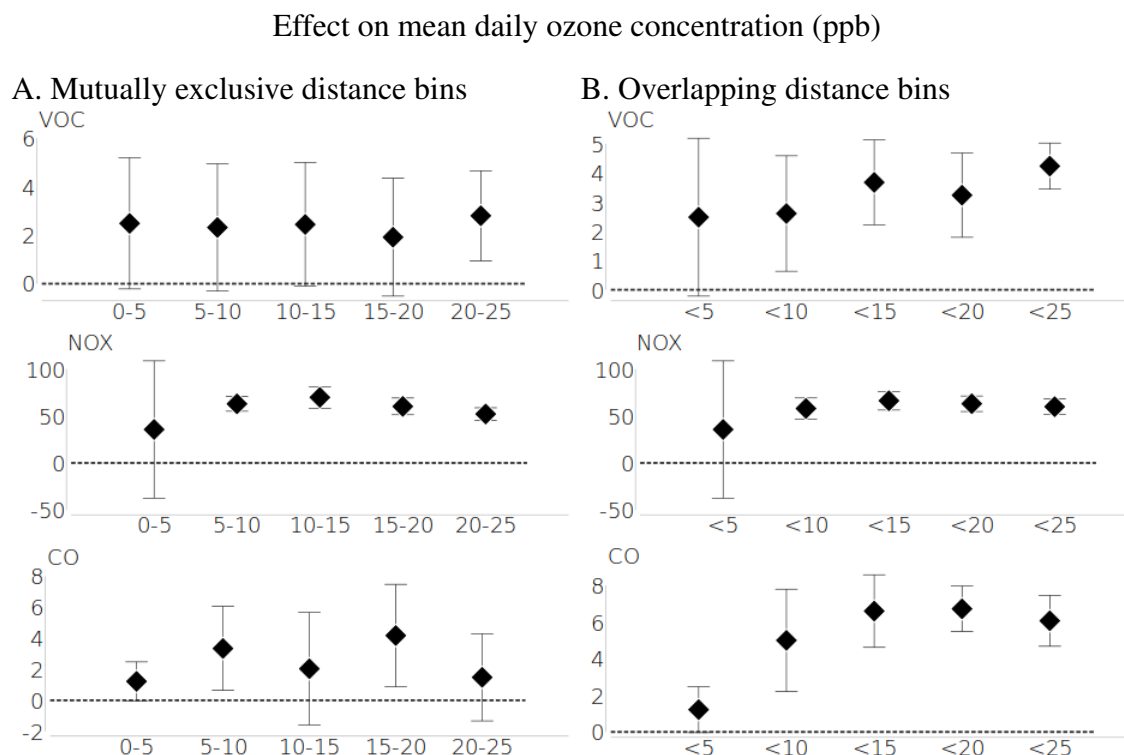 Effect on mean daily ozone concentration (ppb)
A. Mutually exclusive distance bins
VOC
6
4
2
0
0-5 5-10 10-15 15-20 20-25
NOX
100
50
0
-50
0-5 5-10 10-15 15-20 20-25
CO
8
6
4
2
0
-2
0-5 5-10 10-15 15-20 20-25
B. Overlapping distance bins
VOC
5
4
3
2
1
0
<5 <10 <15 <20 <25
NOX
100
50
0
-50
<5 <10 <15 <20 <25
CO
8
6
4
2
0
<5 <10 <15 <20 <25